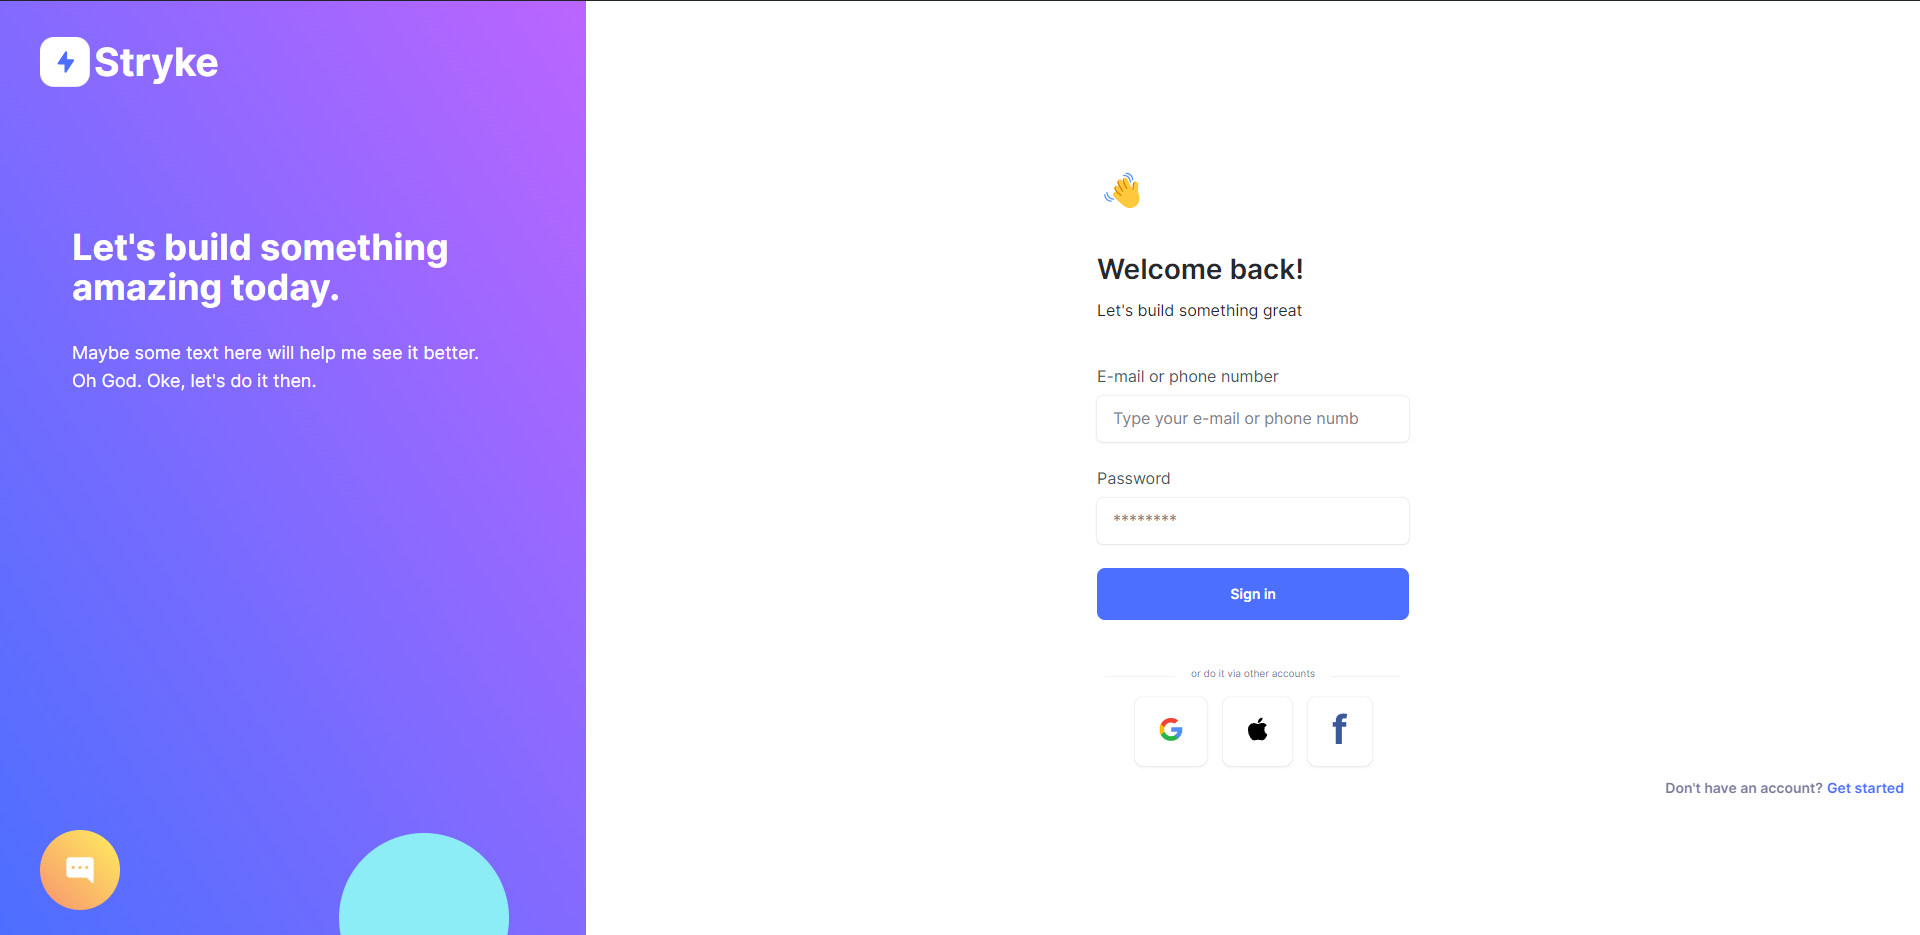 Stryke
Let's build something
amazing today.
Maybe some text here will help me see it better.
Oh God. Oke, let's do it then.
Welcome back!
Let's build something great
E-mail or phone number
Type your e-mail or phone numb
Password
********
Sign in
or do it via other accounts
Don't have an account? Get started